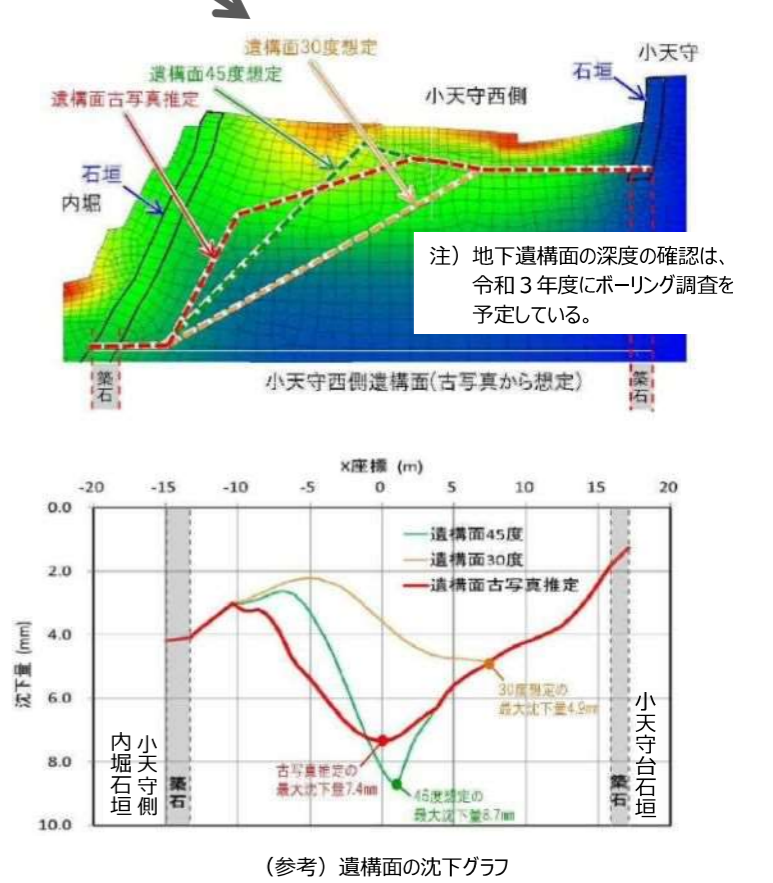 遺構面30度想定
遺構面45度想定
遺構面古写真推定
小天守
石垣
小天守西側
石垣
内堀
注）地下遺構面の深度の確認は、
令和３年度にボーリング調査を
予定している。
築石
小天守西側遺構面(古写真から想定)
築石
X座標 (m)
-20 -15 -10 -5 0 5 10 15 20
0.0
2.0
4.0
6.0
8.0
10.0
沈下量 (mm)
遺構面45度
遺構面30度
遺構面古写真推定
30度想定の
最大沈下量4.9mm
古写真推定の
最大沈下量7.4mm
45度想定の
最大沈下量8.7mm
小天守側
内堀石垣
築石
築石
小天守台石垣
（参考）遺構面の沈下グラフ